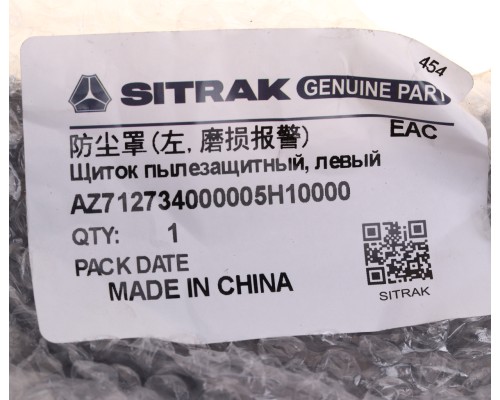 454
SITRAK GENUINE PART
EAC
防尘罩(左,磨损报警)
Щиток пылезащитный, левый
AZ712734000005H10000
QTY: 1
PACK DATE
MADE IN CHINA
SITRAK